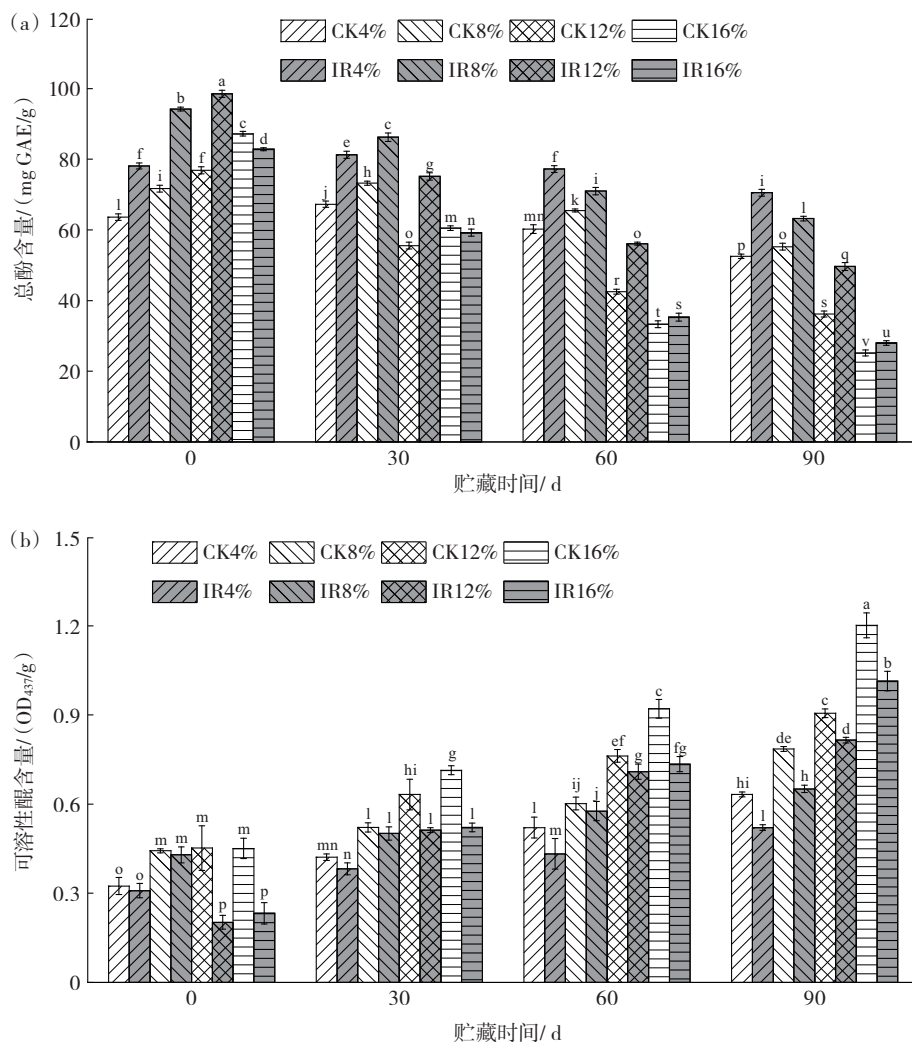 (a)
120
100
80
60
40
20
0
总酚含量/(mg GAE/g)
CK4% CK8% CK12% CK16%
IR4% IR8% IR12% IR16%
l f i b f a c d
j e h c o g m n
mn f k i r o t s
p i o l s q v u
0 30 60 90
贮藏时间/ d
(b)
1.5
1.2
0.9
0.6
0.3
0
可溶性醌含量/(OD₄₃₇/g)
CK4% CK8% CK12% CK16%
IR4% IR8% IR12% IR16%
o o m m m p m p
mn n l l hi l g l
l m ij j ef g c fg
hi l de h c d a b
0 30 60 90
贮藏时间/ d